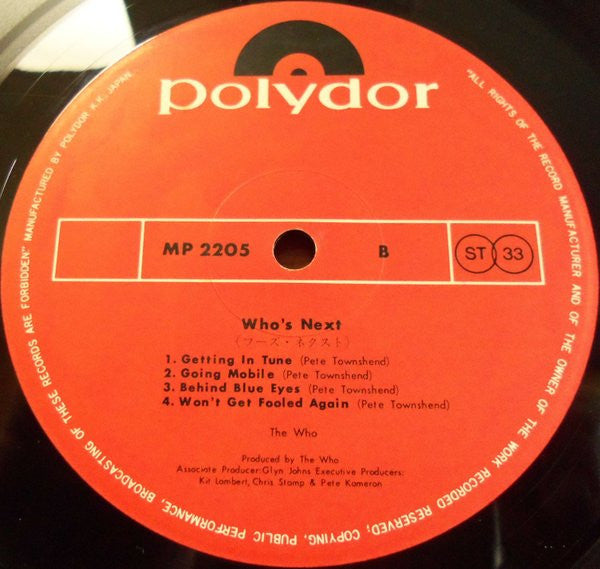 polydor
MP 2205 B ST 33
Who's Next
(フーズ・ネクスト)
1. Getting In Tune (Pete Townshend)
2. Going Mobile (Pete Townshend)
3. Behind Blue Eyes (Pete Townshend)
4. Won't Get Fooled Again (Pete Townshend)
The Who
Produced by The Who
Associate Producer:Glyn Johns Executive Producers:
Kit Lambert, Chris Stamp & Pete Kameron
"ALL RIGHTS OF THE RECORD MANUFACTURER AND OF THE OWNER OF THE WORK RECORDED RESERVED; COPYING, PUBLIC PERFORMANCE, BROADCASTING OF THESE RECORDS ARE FORBIDDEN" MANUFACTURED BY POLYDOR K.K. JAPAN.